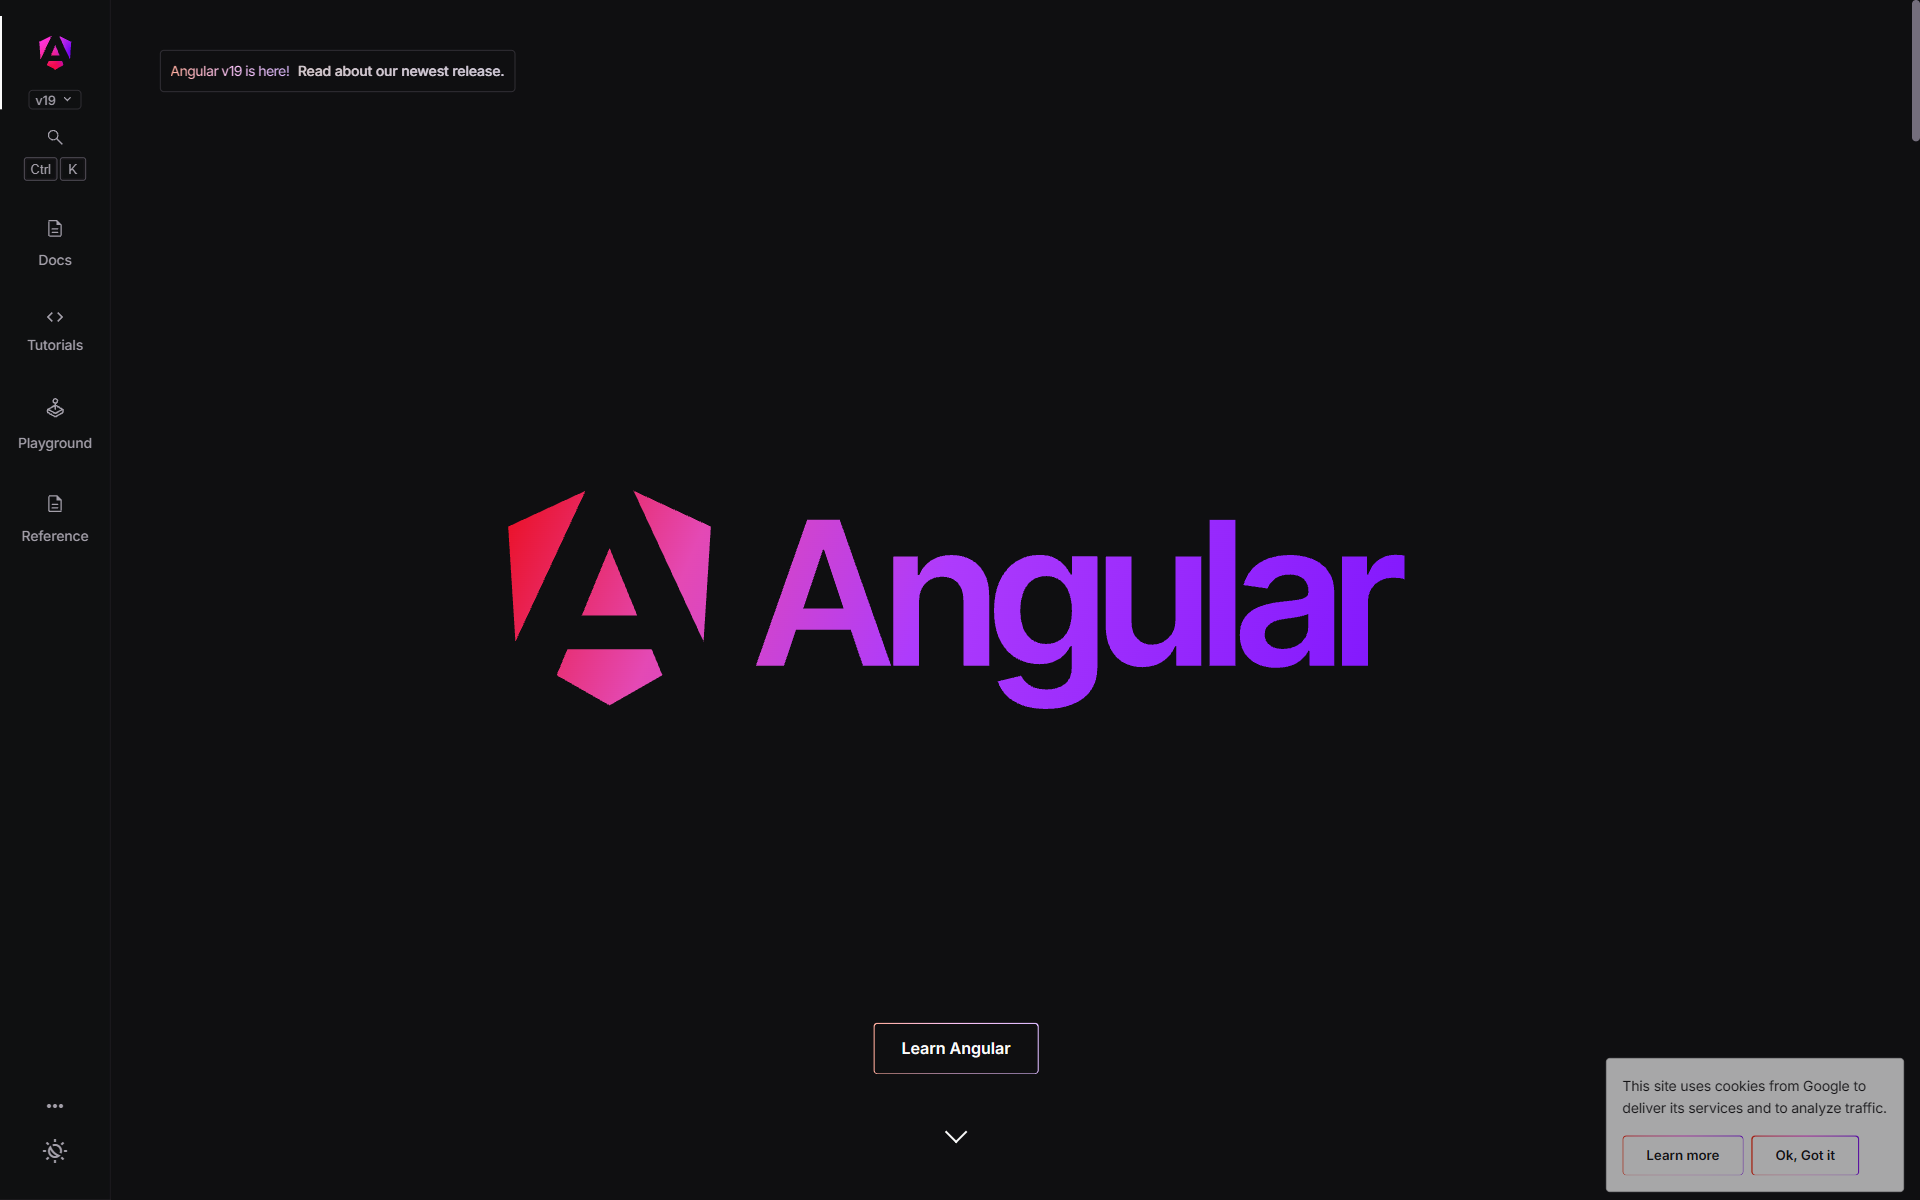 v19
Ctrl K
Docs
Tutorials
Playground
Reference
Angular v19 is here! Read about our newest release.
Angular
Learn Angular
This site uses cookies from Google to
deliver its services and to analyze traffic.
Learn more Ok, Got it